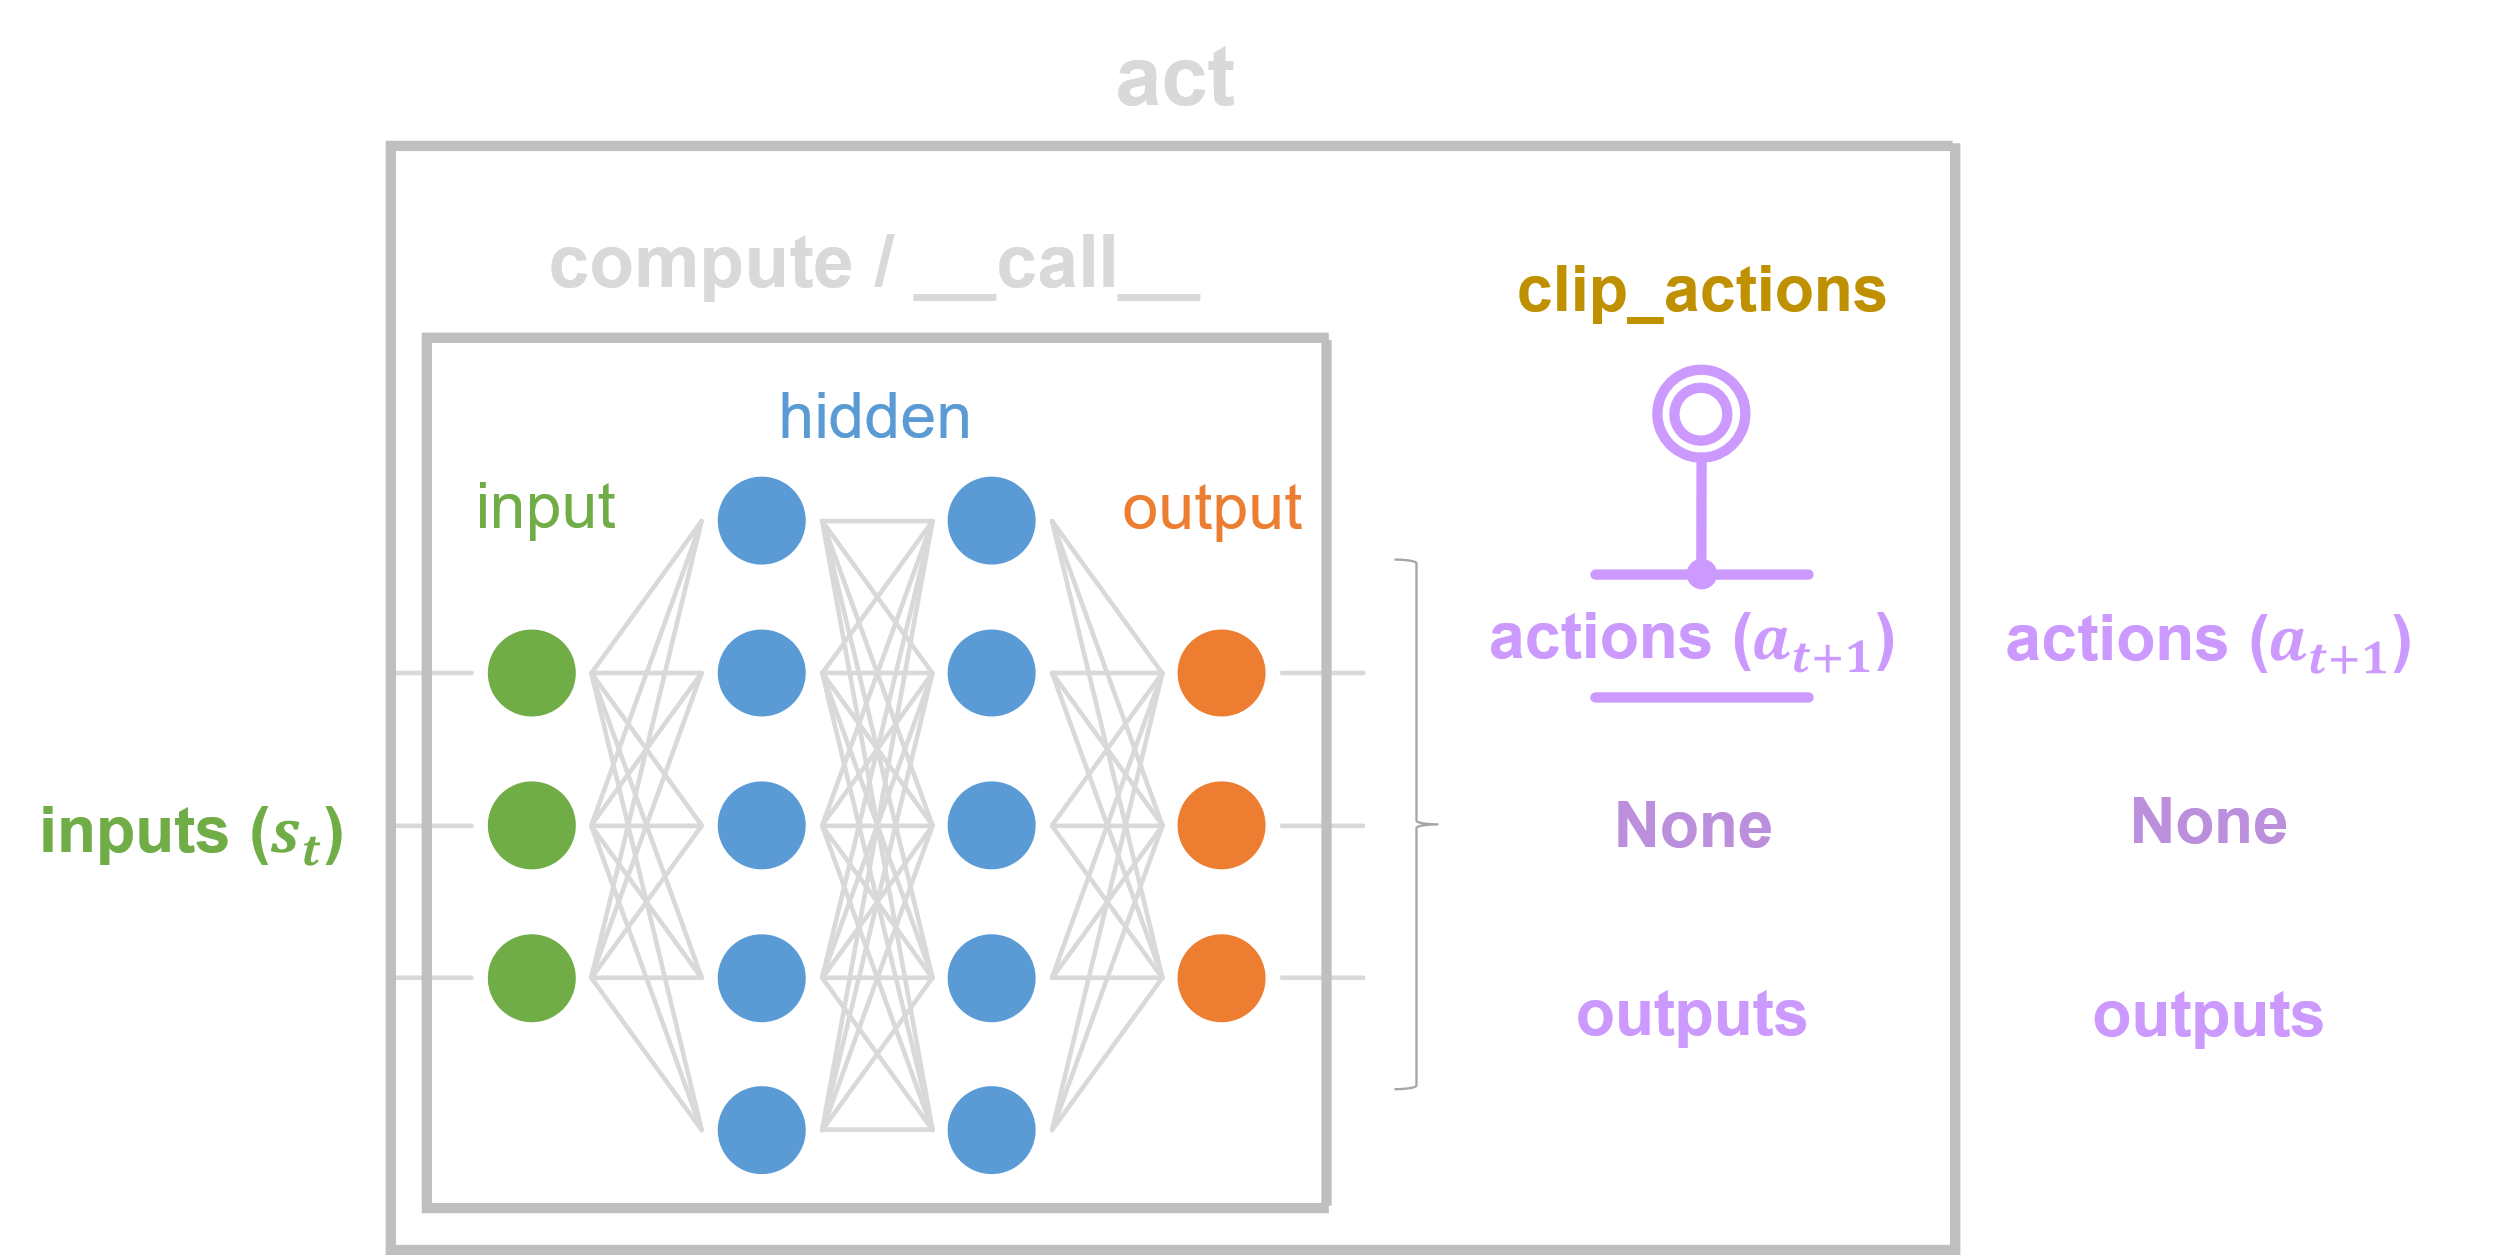 act
compute / __call__
clip_actions
hidden
input
output
inputs (s_t)
actions (a_{t+1})
actions (a_{t+1})
None
None
outputs
outputs